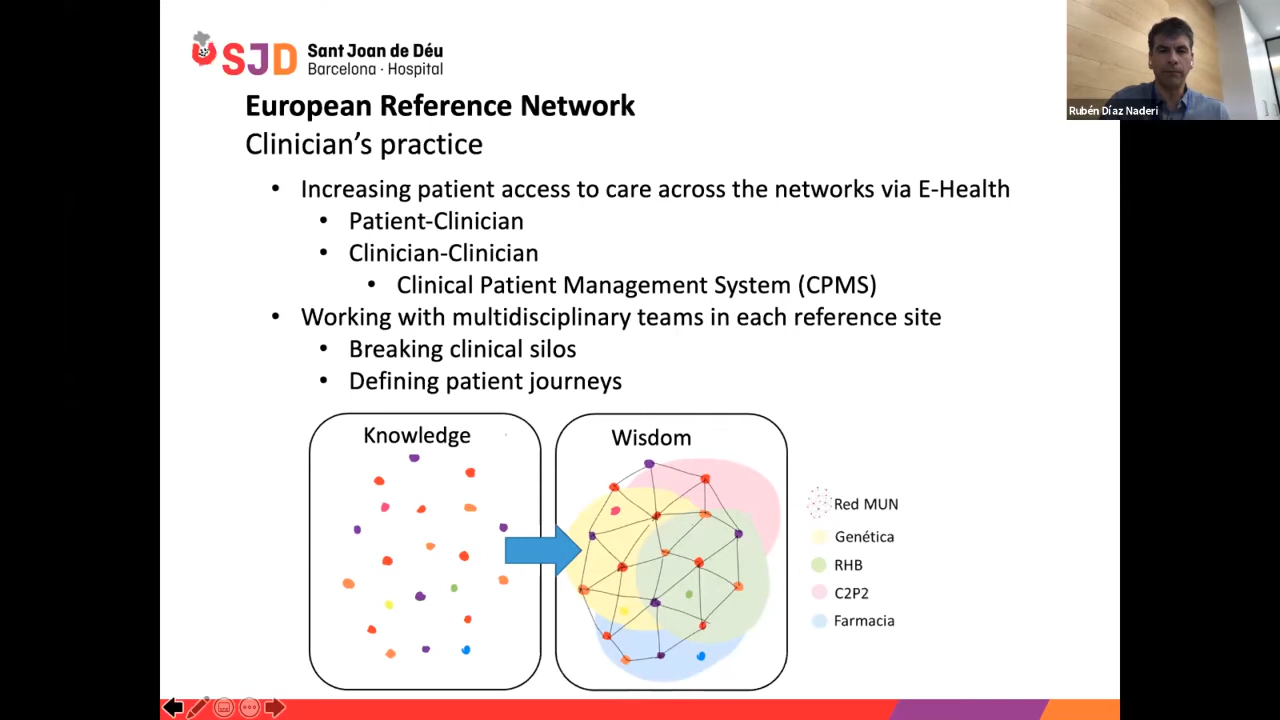 SJD Sant Joan de Déu
Barcelona · Hospital
Rubén Díaz Naderi
European Reference Network
Clinician's practice
• Increasing patient access to care across the networks via E-Health
• Patient-Clinician
• Clinician-Clinician
• Clinical Patient Management System (CPMS)
• Working with multidisciplinary teams in each reference site
• Breaking clinical silos
• Defining patient journeys
Knowledge
Wisdom
Red MUN
Genética
RHB
C2P2
Farmacia